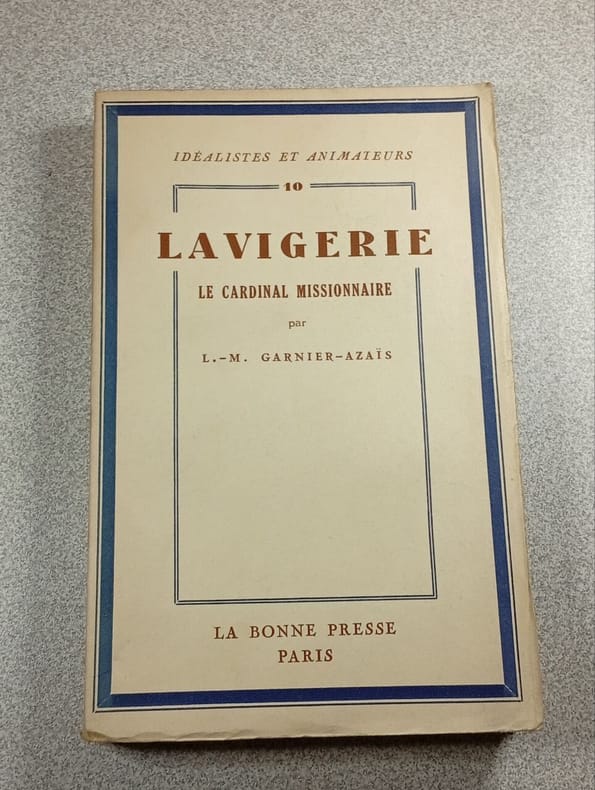 IDÉALISTES ET ANIMATEURS
10
LAVIGERIE
LE CARDINAL MISSIONNAIRE
par
L.-M. GARNIER-AZAÏS
LA BONNE PRESSE
PARIS